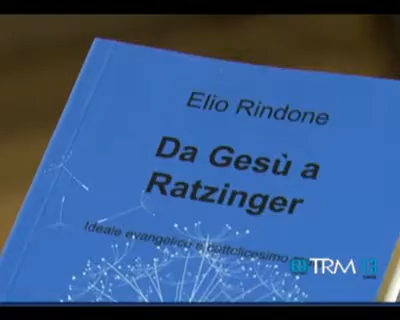 Elio Rindone
Da Gesù a
Ratzinger
Ideale evangelico e cattolicesimo
TRM